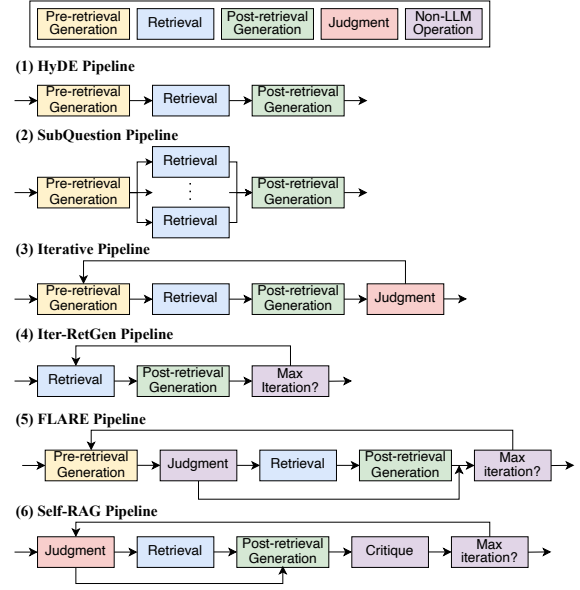 Pre-retrieval
Generation
Retrieval
Post-retrieval
Generation
Judgment
Non-LLM
Operation
(1) HyDE Pipeline
Pre-retrieval
Generation
Retrieval
Post-retrieval
Generation
(2) SubQuestion Pipeline
Pre-retrieval
Generation
Retrieval
Retrieval
Post-retrieval
Generation
(3) Iterative Pipeline
Pre-retrieval
Generation
Retrieval
Post-retrieval
Generation
Judgment
(4) Iter-RetGen Pipeline
Retrieval
Post-retrieval
Generation
Max
Iteration?
(5) FLARE Pipeline
Pre-retrieval
Generation
Judgment
Retrieval
Post-retrieval
Generation
Max
iteration?
(6) Self-RAG Pipeline
Judgment
Retrieval
Post-retrieval
Generation
Critique
Max
iteration?